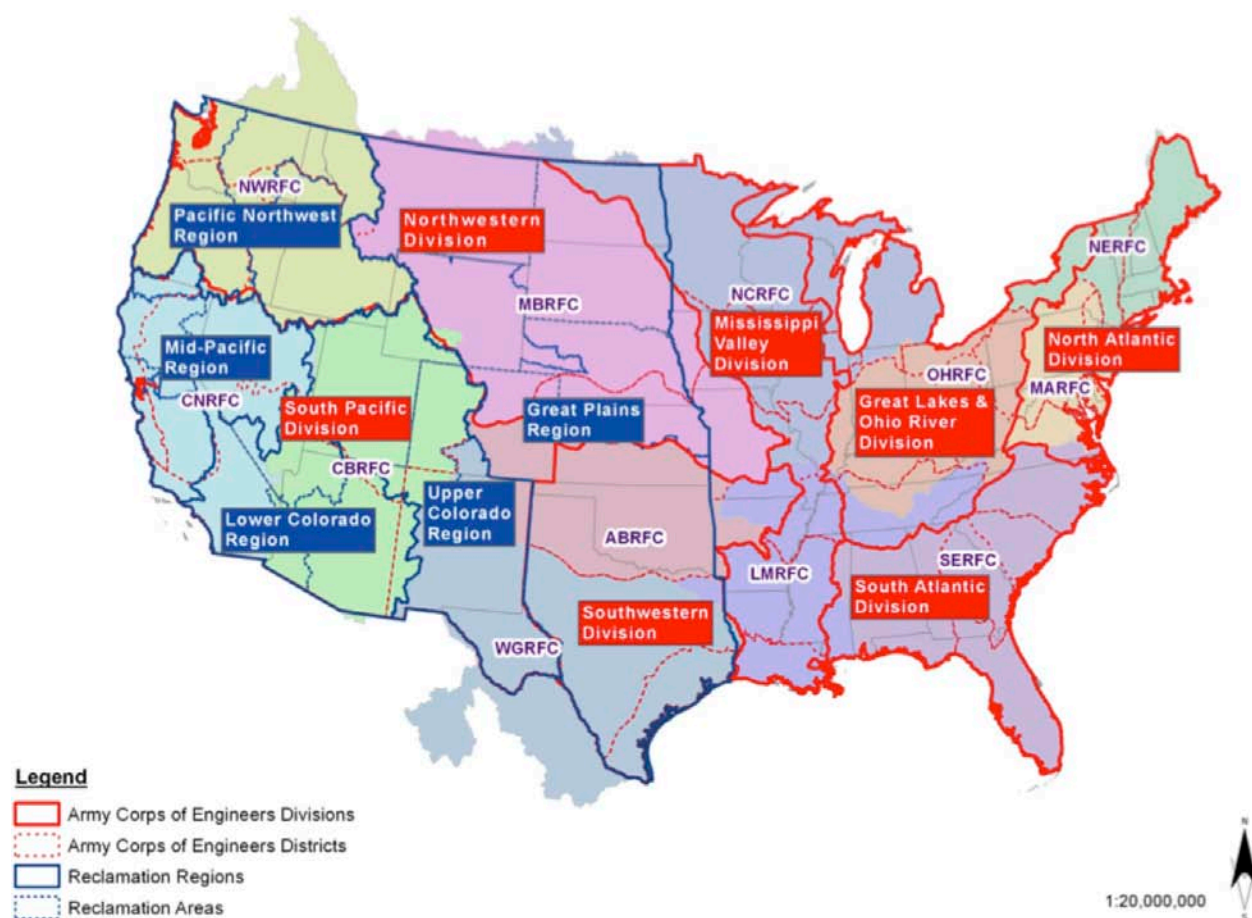 NWRFC
Pacific Northwest
Region
Northwestern
Division
NERFC
MBRFC
NCRFC
Mississippi
Valley
Division
North Atlantic
Division
Mid-Pacific
Region
CNRFC
OHRFC
MARFC
South Pacific
Division
Great Plains
Region
Great Lakes &
Ohio River
Division
CBRFC
Upper
Colorado
Region
Lower Colorado
Region
ABRFC
LMRFC
SERFC
South Atlantic
Division
Southwestern
Division
WGRFC
Legend
Army Corps of Engineers Divisions
Army Corps of Engineers Districts
Reclamation Regions
Reclamation Areas
1:20,000,000
N